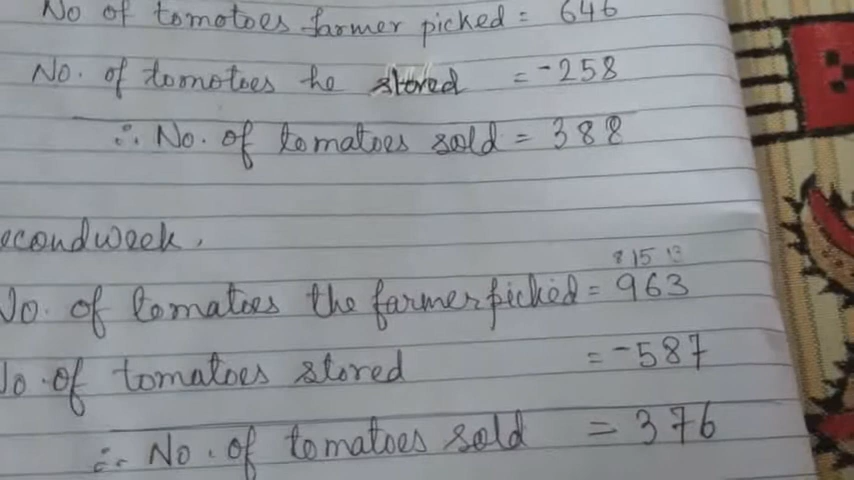 No of tomotoes farmer picked = 646
No. of tomotoes he stored = -258
∴ No. of tomatoes sold = 388
econdweek.
No. of tomatoes the farmer picked = 963
8 15 13
No. of tomatoes stored = -587
∴ No. of tomatoes sold = 376